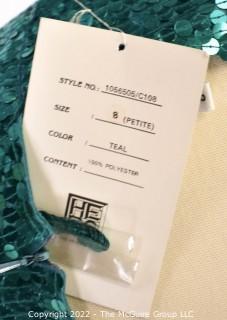 STYLE NO.: 1056505/C108
SIZE : 8 (PETITE)
COLOR : TEAL
CONTENT : 100% POLYESTER
Copyright 2022 - The McGuire Group LLC